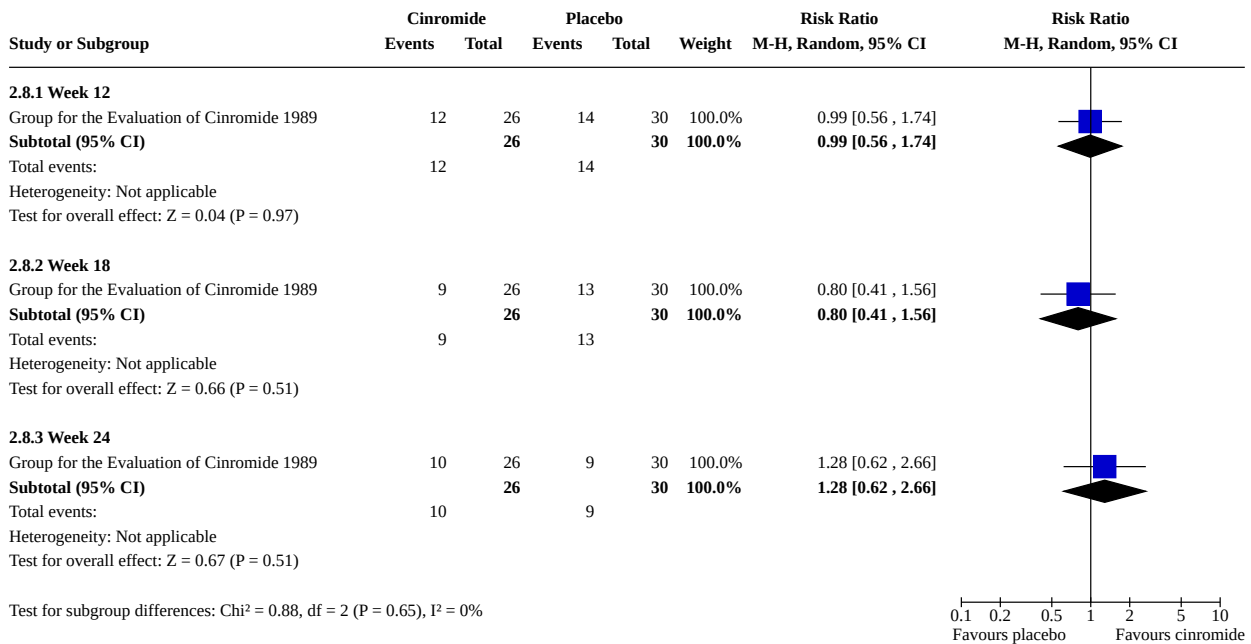 Cinromide Placebo Risk Ratio Risk Ratio
Study or Subgroup Events Total Events Total Weight M-H, Random, 95% CI M-H, Random, 95% CI
2.8.1 Week 12
Group for the Evaluation of Cinromide 1989 12 26 14 30 100.0% 0.99 [0.56 , 1.74]
Subtotal (95% CI) 26 30 100.0% 0.99 [0.56 , 1.74]
Total events: 12 14
Heterogeneity: Not applicable
Test for overall effect: Z = 0.04 (P = 0.97)
2.8.2 Week 18
Group for the Evaluation of Cinromide 1989 9 26 13 30 100.0% 0.80 [0.41 , 1.56]
Subtotal (95% CI) 26 30 100.0% 0.80 [0.41 , 1.56]
Total events: 9 13
Heterogeneity: Not applicable
Test for overall effect: Z = 0.66 (P = 0.51)
2.8.3 Week 24
Group for the Evaluation of Cinromide 1989 10 26 9 30 100.0% 1.28 [0.62 , 2.66]
Subtotal (95% CI) 26 30 100.0% 1.28 [0.62 , 2.66]
Total events: 10 9
Heterogeneity: Not applicable
Test for overall effect: Z = 0.67 (P = 0.51)
Test for subgroup differences: Chi² = 0.88, df = 2 (P = 0.65), I² = 0%
0.1 0.2 0.5 1 2 5 10
Favours placebo Favours cinromide